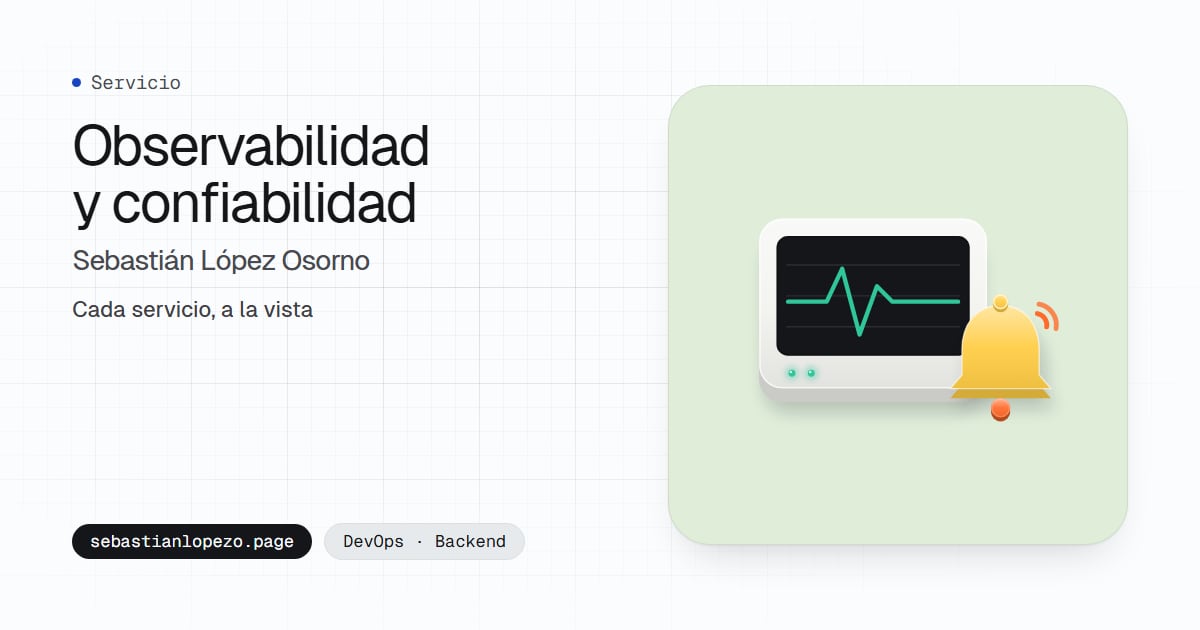 Servicio
Observabilidad
y confiabilidad
Sebastián López Osorno
Cada servicio, a la vista
sebastianlopezo.page
DevOps · Backend